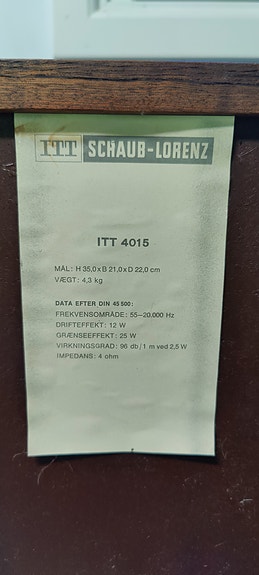 ITT SCHAUB-LORENZ
ITT 4015
MÅL: H 35,0 x B 21,0 x D 22,0 cm
VÆGT: 4,3 kg
DATA EFTER DIN 45 500:
FREKVENSOMRÅDE: 55–20.000 Hz
DRIFTEFFEKT: 12 W
GRÆNSEEFFEKT: 25 W
VIRKNINGSGRAD: 96 db/1 m ved 2,5 W
IMPEDANS: 4 ohm